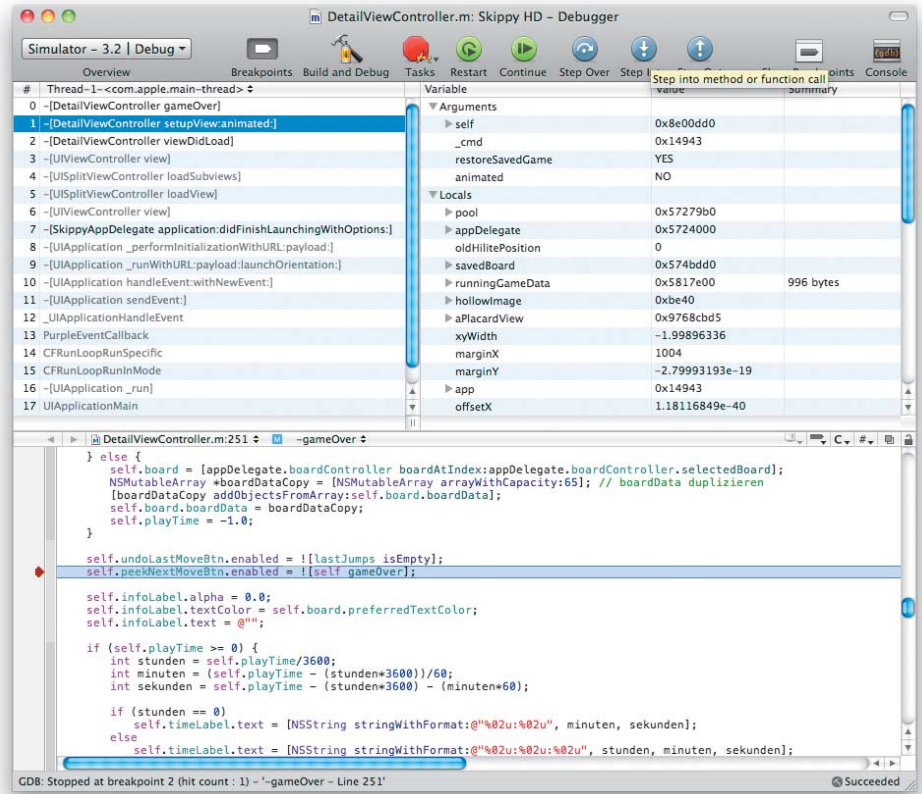 DetailViewController.m: Skippy HD – Debugger
Simulator – 3.2 | Debug
Overview Breakpoints Build and Debug Tasks Restart Continue Step Over Step points Console
(gdb)
Step into method or function call
# Thread-1-<com.apple.main-thread>
0 -[DetailViewController gameOver]
1 -[DetailViewController setupView:animated:]
2 -[DetailViewController viewDidLoad]
3 -[UIViewController view]
4 -[UISplitViewController loadSubviews]
5 -[UISplitViewController loadView]
6 -[UIViewController view]
7 -[SkippyAppDelegate application:didFinishLaunchingWithOptions:]
8 -[UIApplication _performInitializationWithURL:payload:]
9 -[UIApplication _runWithURL:payload:launchOrientation:]
10 -[UIApplication handleEvent:withNewEvent:]
11 -[UIApplication sendEvent:]
12 _UIApplicationHandleEvent
13 PurpleEventCallback
14 CFRunLoopRunSpecific
15 CFRunLoopRunInMode
16 -[UIApplication _run]
17 UIApplicationMain
Variable Value Summary
Arguments
self 0x8e00dd0
_cmd 0x14943
restoreSavedGame YES
animated NO
Locals
pool 0x57279b0
appDelegate 0x5724000
oldHilitePosition 0
savedBoard 0x574bdd0
runningGameData 0x5817e00 996 bytes
hollowImage 0xbe40
aPlacardView 0x9768cbd5
xyWidth -1.99896336
marginX 1004
marginY -2.79993193e-19
app 0x14943
offsetX 1.18116849e-40
DetailViewController.m:251 M -gameOver C #
} else {
self.board = [appDelegate.boardController boardAtIndex:appDelegate.boardController.selectedBoard];
NSMutableArray *boardDataCopy = [NSMutableArray arrayWithCapacity:65]; // boardData duplizieren
[boardDataCopy addObjectsFromArray:self.board.boardData];
self.board.boardData = boardDataCopy;
self.playTime = -1.0;
}
self.undoLastMoveBtn.enabled = ![lastJumps isEmpty];
self.peekNextMoveBtn.enabled = ![self gameOver];
self.infoLabel.alpha = 0.0;
self.infoLabel.textColor = self.board.preferredTextColor;
self.infoLabel.text = @"";
if (self.playTime >= 0) {
int stunden = self.playTime/3600;
int minuten = (self.playTime - (stunden*3600))/60;
int sekunden = self.playTime - (stunden*3600) - (minuten*60);
if (stunden == 0)
self.timeLabel.text = [NSString stringWithFormat:@"%02u:%02u", minuten, sekunden];
else
self.timeLabel.text = [NSString stringWithFormat:@"%02u:%02u:%02u", stunden, minuten, sekunden];
GDB: Stopped at breakpoint 2 (hit count : 1) – '-gameOver – Line 251' Succeeded